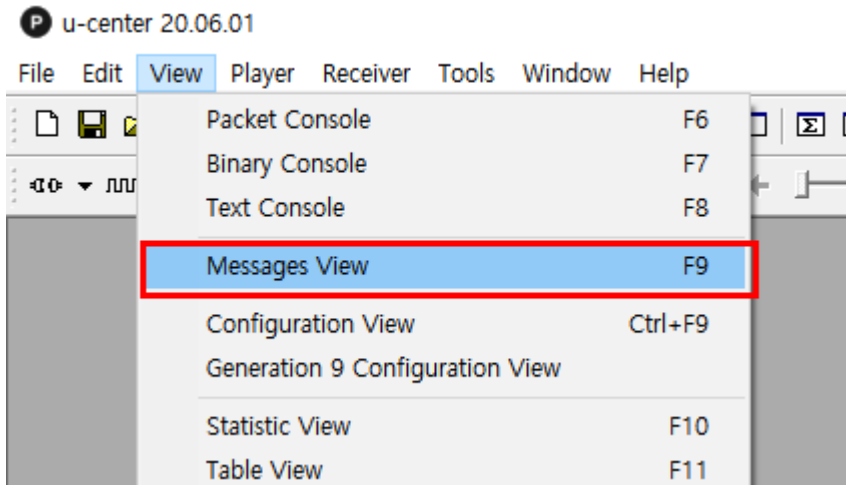 u-center 20.06.01
File Edit View Player Receiver Tools Window Help
Packet Console F6
Binary Console F7
Text Console F8
Messages View F9
Configuration View Ctrl+F9
Generation 9 Configuration View
Statistic View F10
Table View F11